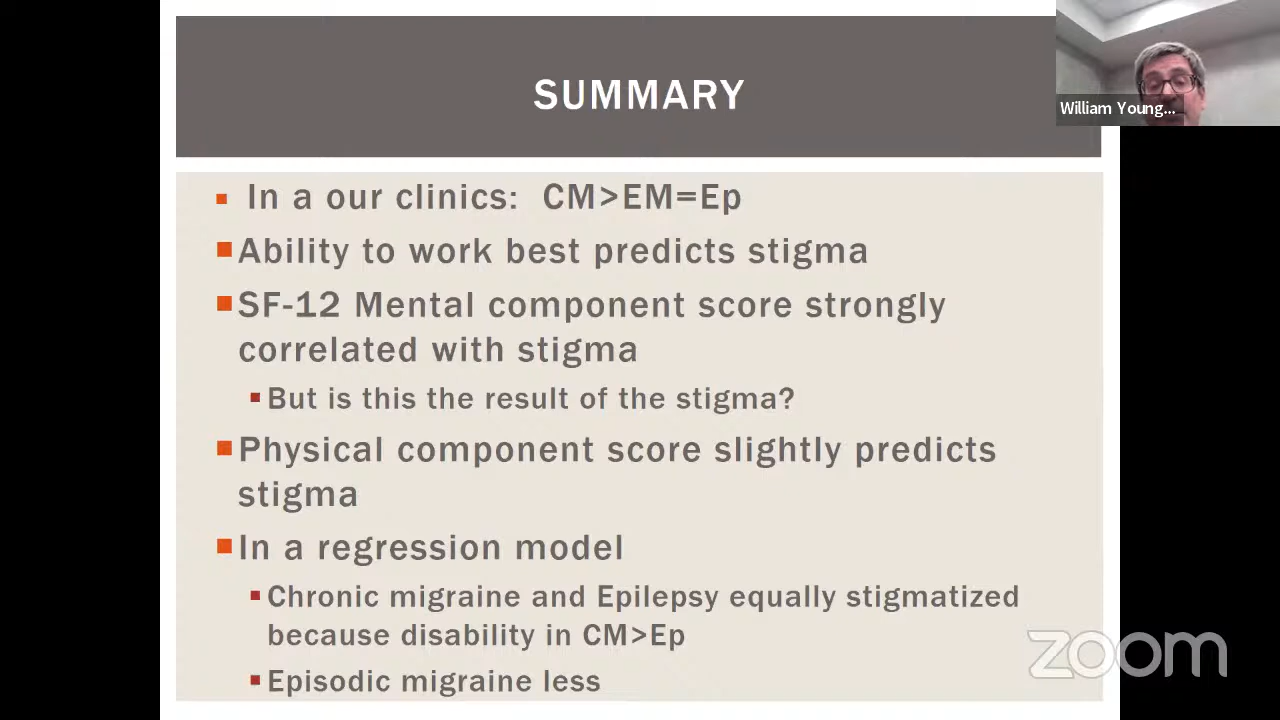 SUMMARY
William Young...
In a our clinics: CM>EM=Ep
Ability to work best predicts stigma
SF-12 Mental component score strongly
correlated with stigma
But is this the result of the stigma?
Physical component score slightly predicts
stigma
In a regression model
Chronic migraine and Epilepsy equally stigmatized
because disability in CM>Ep
Episodic migraine less
zoom